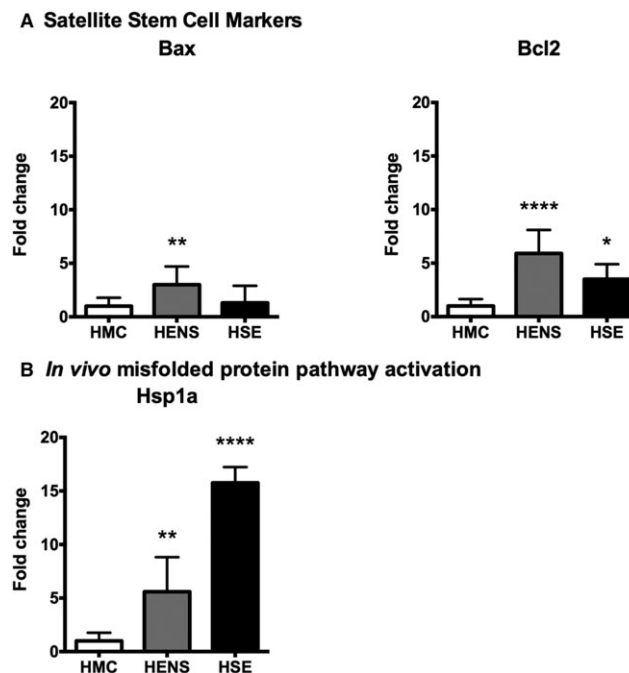 A Satellite Stem Cell Markers
Bax
Bcl2
20
15
10
5
0
Fold change
**
HMC HENS HSE
20
15
10
5
0
Fold change
****
*
HMC HENS HSE
B In vivo misfolded protein pathway activation
Hsp1a
20
15
10
5
0
Fold change
**
****
HMC HENS HSE